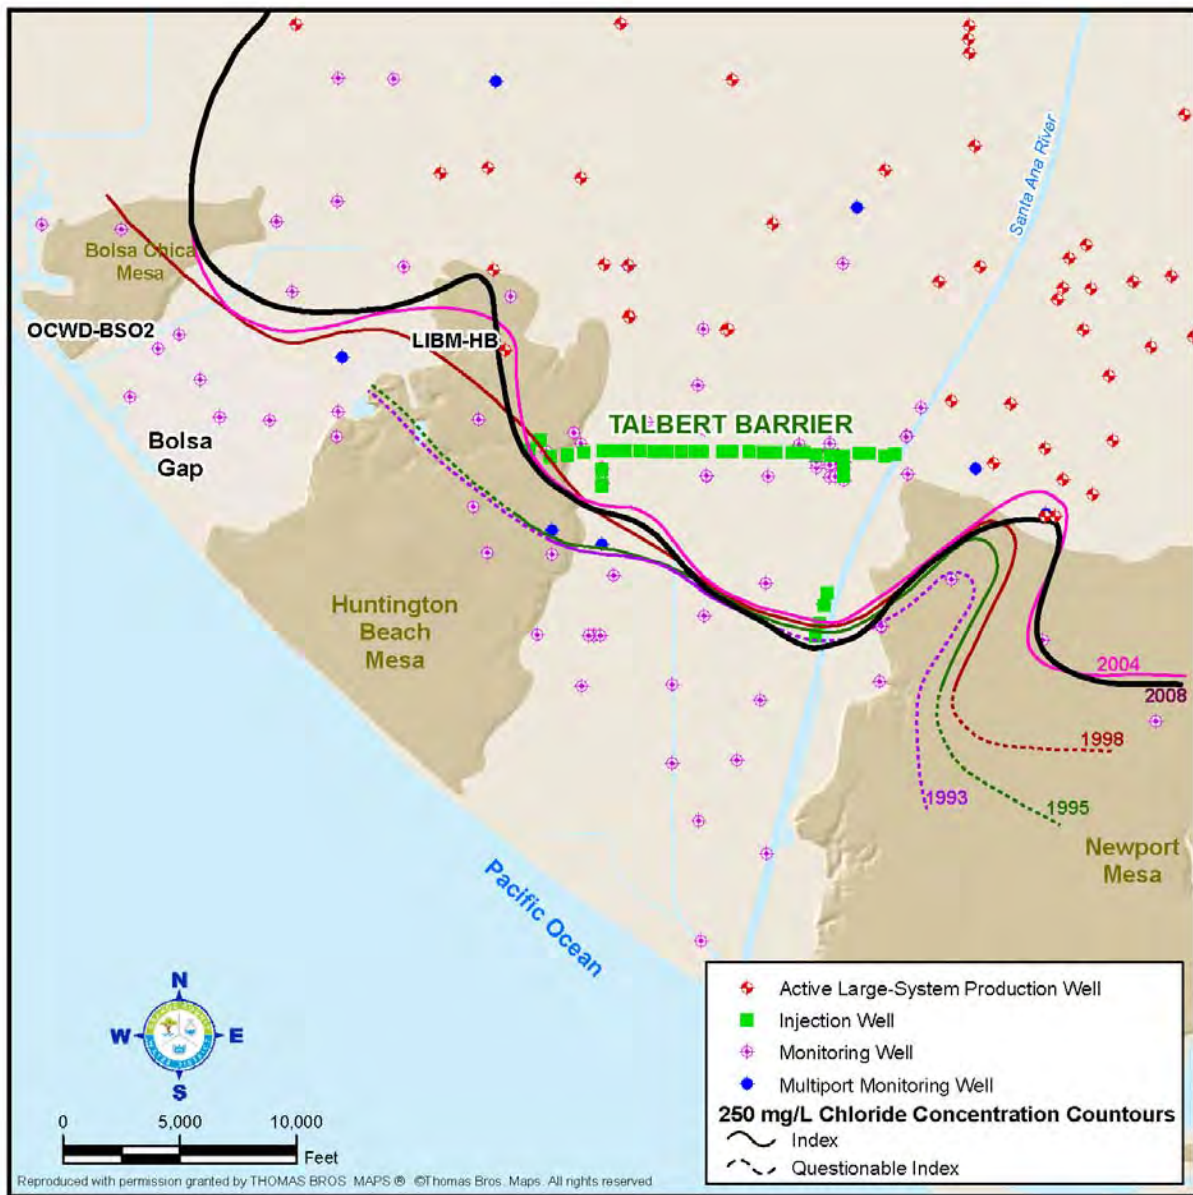 Santa Ana River
Bolsa Chica
Mesa
OCWD-BSO2
LIBM-HB
TALBERT BARRIER
Bolsa
Gap
Huntington
Beach
Mesa
2004
2008
1998
1993
1995
Newport
Mesa
Pacific Ocean
N
W
E
S
0
5,000
10,000
Feet
Active Large-System Production Well
Injection Well
Monitoring Well
Multiport Monitoring Well
250 mg/L Chloride Concentration Countours
Index
Questionable Index
Reproduced with permission granted by THOMAS BROS. MAPS ® ©Thomas Bros. Maps. All rights reserved